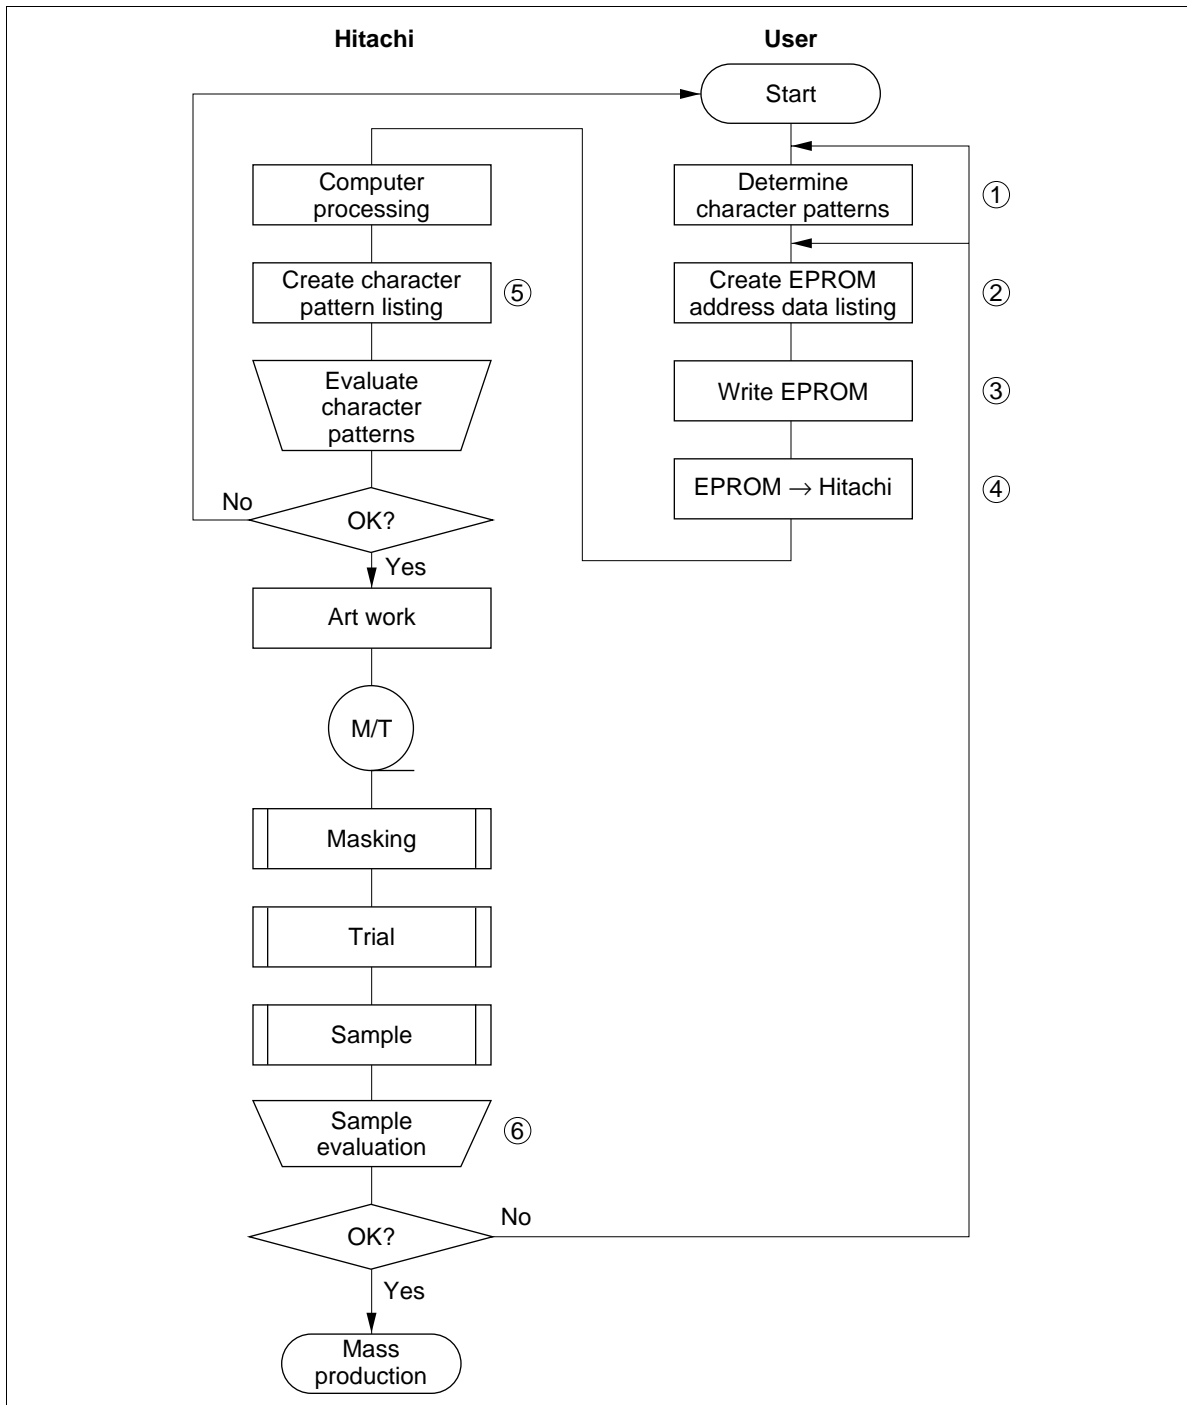 Hitachi
User
Start
Determine
character patterns
①
Create EPROM
address data listing
②
Write EPROM
③
EPROM → Hitachi
④
Computer
processing
Create character
pattern listing
⑤
Evaluate
character
patterns
OK?
No
Yes
Art work
M/T
Masking
Trial
Sample
Sample
evaluation
⑥
OK?
No
Yes
Mass
production